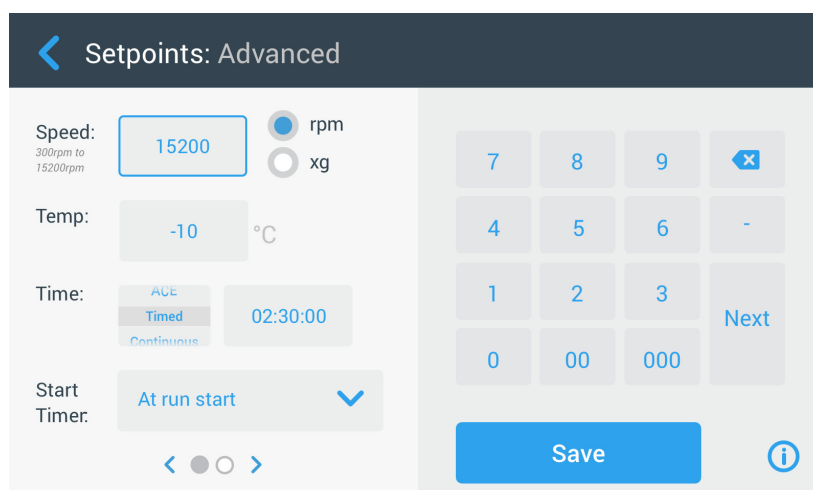 Setpoints: Advanced
Speed:
300rpm to
15200rpm
15200
rpm
xg
Temp:
-10
°C
Time:
ACE
Timed
Continuous
02:30:00
Start
Timer:
At run start
7 8 9
4 5 6 -
1 2 3
Next
0 00 000
Save